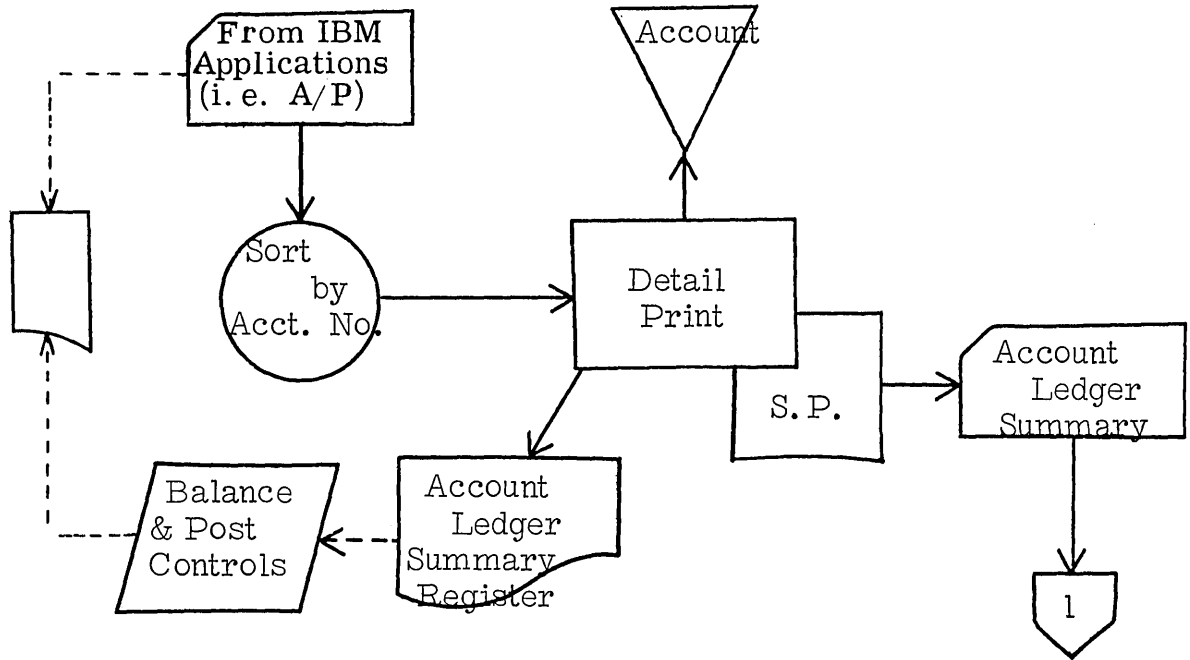 From IBM
Applications
(i.e. A/P)
Account
Sort
by
Acct. No.
Detail
Print
S.P.
Account
Ledger
Summary
Account
Ledger
Summary
Register
Balance
& Post
Controls
1